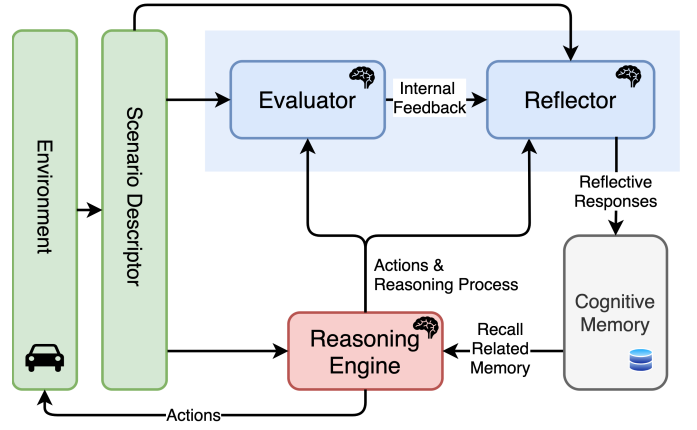 Environment
Scenario Descriptor
Evaluator
Internal
Feedback
Reflector
Reflective
Responses
Actions &
Reasoning Process
Cognitive
Memory
Reasoning
Engine
Recall
Related
Memory
Actions